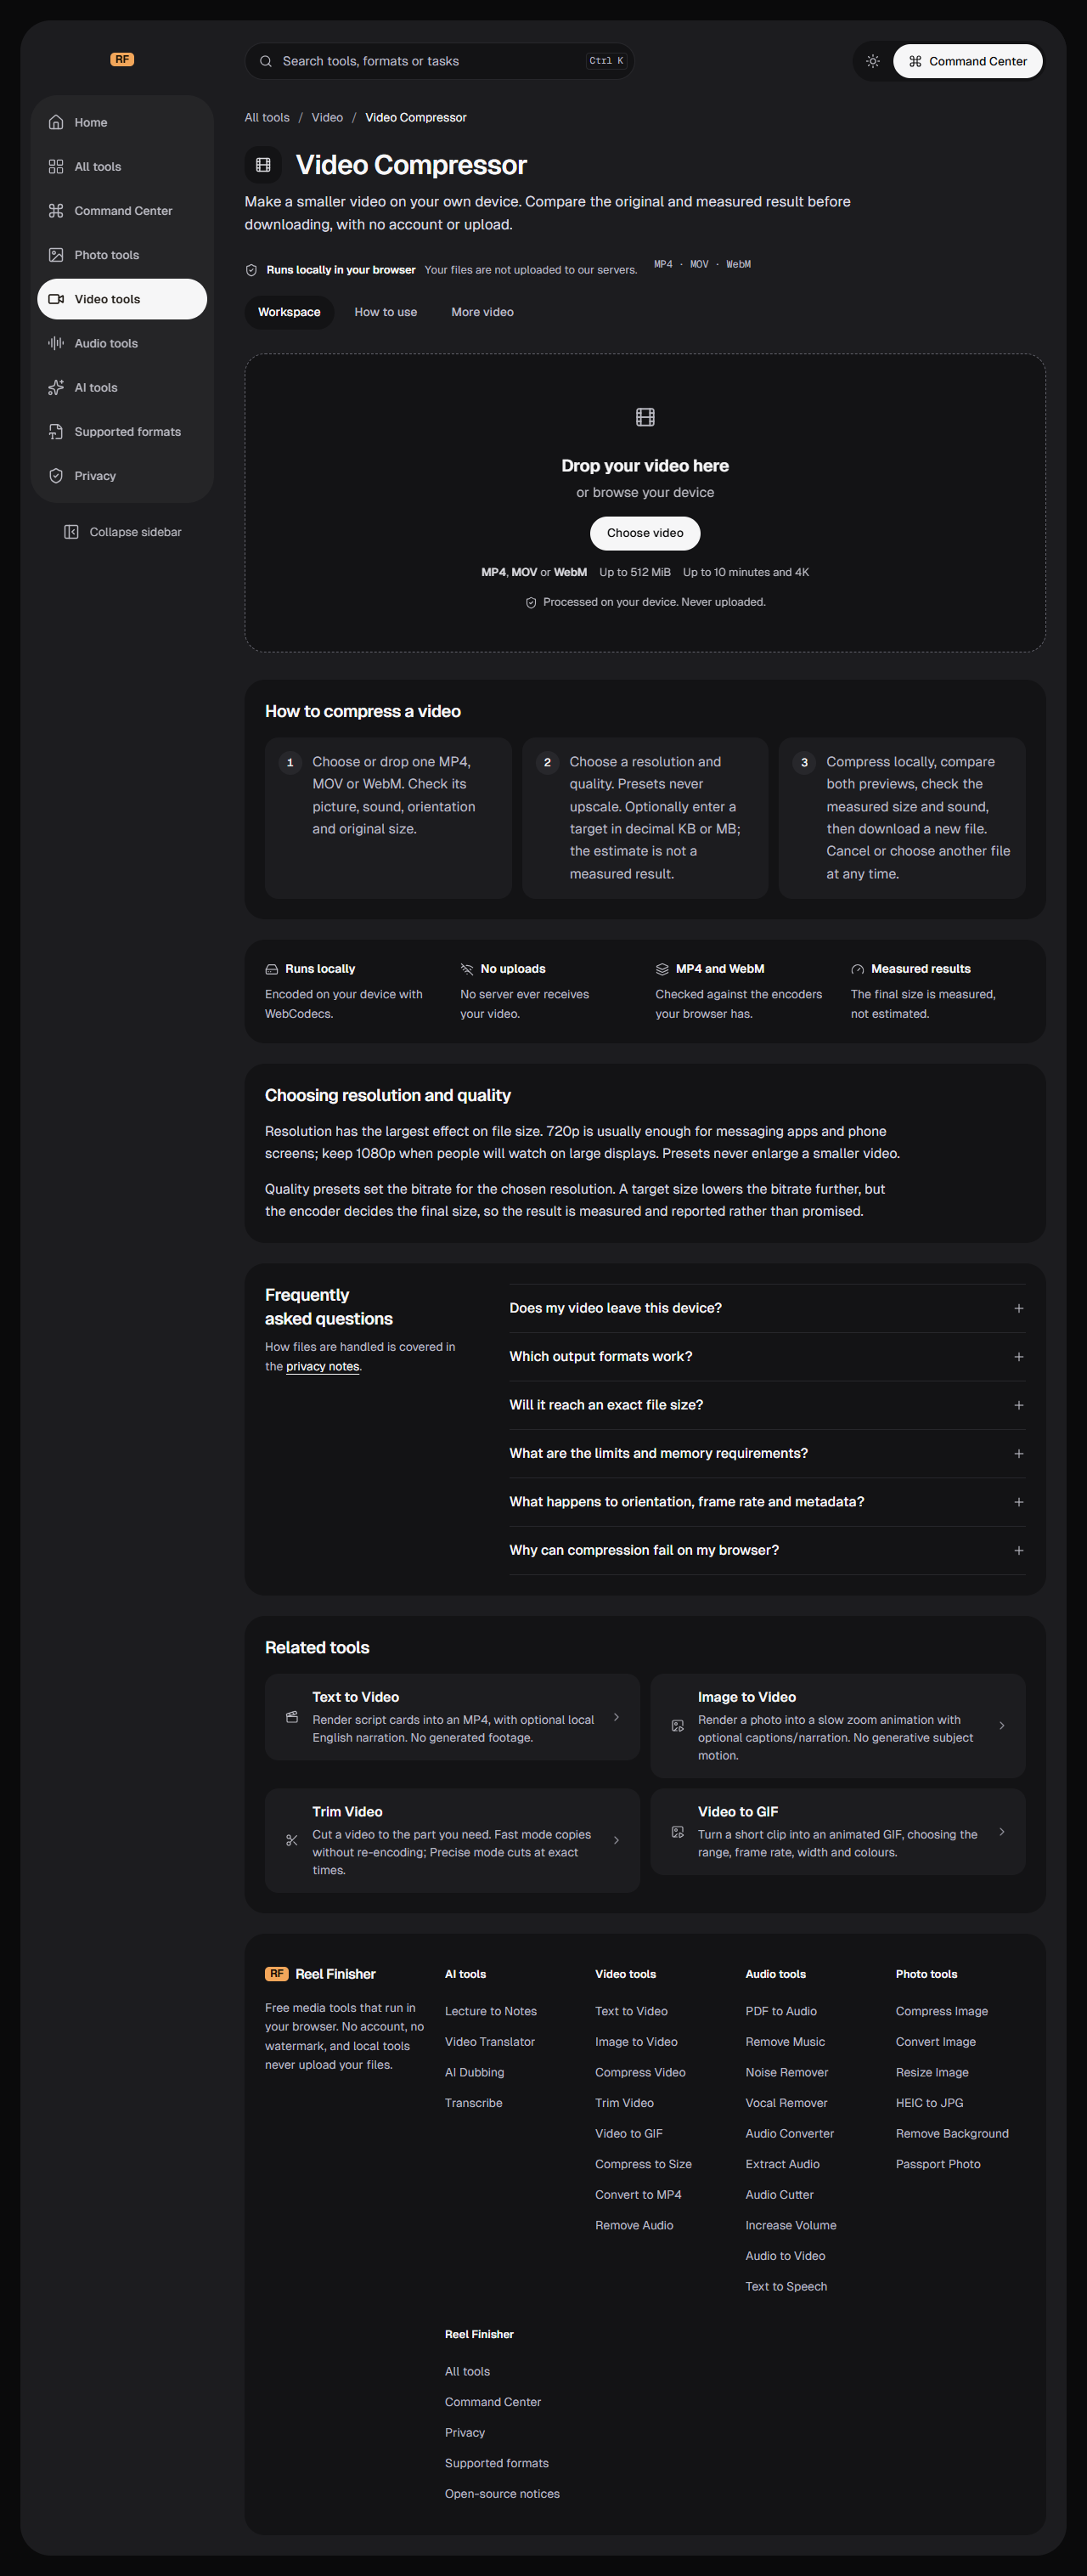 RF
Search tools, formats or tasks
Ctrl K
Command Center
Home
All tools
Command Center
Photo tools
Video tools
Audio tools
AI tools
Supported formats
Privacy
Collapse sidebar
All tools / Video / Video Compressor
Video Compressor
Make a smaller video on your own device. Compare the original and measured result before
downloading, with no account or upload.
Runs locally in your browser Your files are not uploaded to our servers. MP4 · MOV · WebM
Workspace How to use More video
Drop your video here
or browse your device
Choose video
MP4, MOV or WebM Up to 512 MiB Up to 10 minutes and 4K
Processed on your device. Never uploaded.
How to compress a video
1
Choose or drop one MP4,
MOV or WebM. Check its
picture, sound, orientation
and original size.
2
Choose a resolution and
quality. Presets never
upscale. Optionally enter a
target in decimal KB or MB;
the estimate is not a
measured result.
3
Compress locally, compare
both previews, check the
measured size and sound,
then download a new file.
Cancel or choose another file
at any time.
Runs locally
Encoded on your device with
WebCodecs.
No uploads
No server ever receives
your video.
MP4 and WebM
Checked against the encoders
your browser has.
Measured results
The final size is measured,
not estimated.
Choosing resolution and quality
Resolution has the largest effect on file size. 720p is usually enough for messaging apps and phone
screens; keep 1080p when people will watch on large displays. Presets never enlarge a smaller video.
Quality presets set the bitrate for the chosen resolution. A target size lowers the bitrate further, but
the encoder decides the final size, so the result is measured and reported rather than promised.
Frequently
asked questions
How files are handled is covered in
the privacy notes.
Does my video leave this device?
Which output formats work?
Will it reach an exact file size?
What are the limits and memory requirements?
What happens to orientation, frame rate and metadata?
Why can compression fail on my browser?
Related tools
Text to Video
Render script cards into an MP4, with optional local
English narration. No generated footage.
Image to Video
Render a photo into a slow zoom animation with
optional captions/narration. No generative subject
motion.
Trim Video
Cut a video to the part you need. Fast mode copies
without re-encoding; Precise mode cuts at exact
times.
Video to GIF
Turn a short clip into an animated GIF, choosing the
range, frame rate, width and colours.
RF Reel Finisher
Free media tools that run in
your browser. No account, no
watermark, and local tools
never upload your files.
AI tools
Lecture to Notes
Video Translator
AI Dubbing
Transcribe
Video tools
Text to Video
Image to Video
Compress Video
Trim Video
Video to GIF
Compress to Size
Convert to MP4
Remove Audio
Audio tools
PDF to Audio
Remove Music
Noise Remover
Vocal Remover
Audio Converter
Extract Audio
Audio Cutter
Increase Volume
Audio to Video
Text to Speech
Photo tools
Compress Image
Convert Image
Resize Image
HEIC to JPG
Remove Background
Passport Photo
Reel Finisher
All tools
Command Center
Privacy
Supported formats
Open-source notices